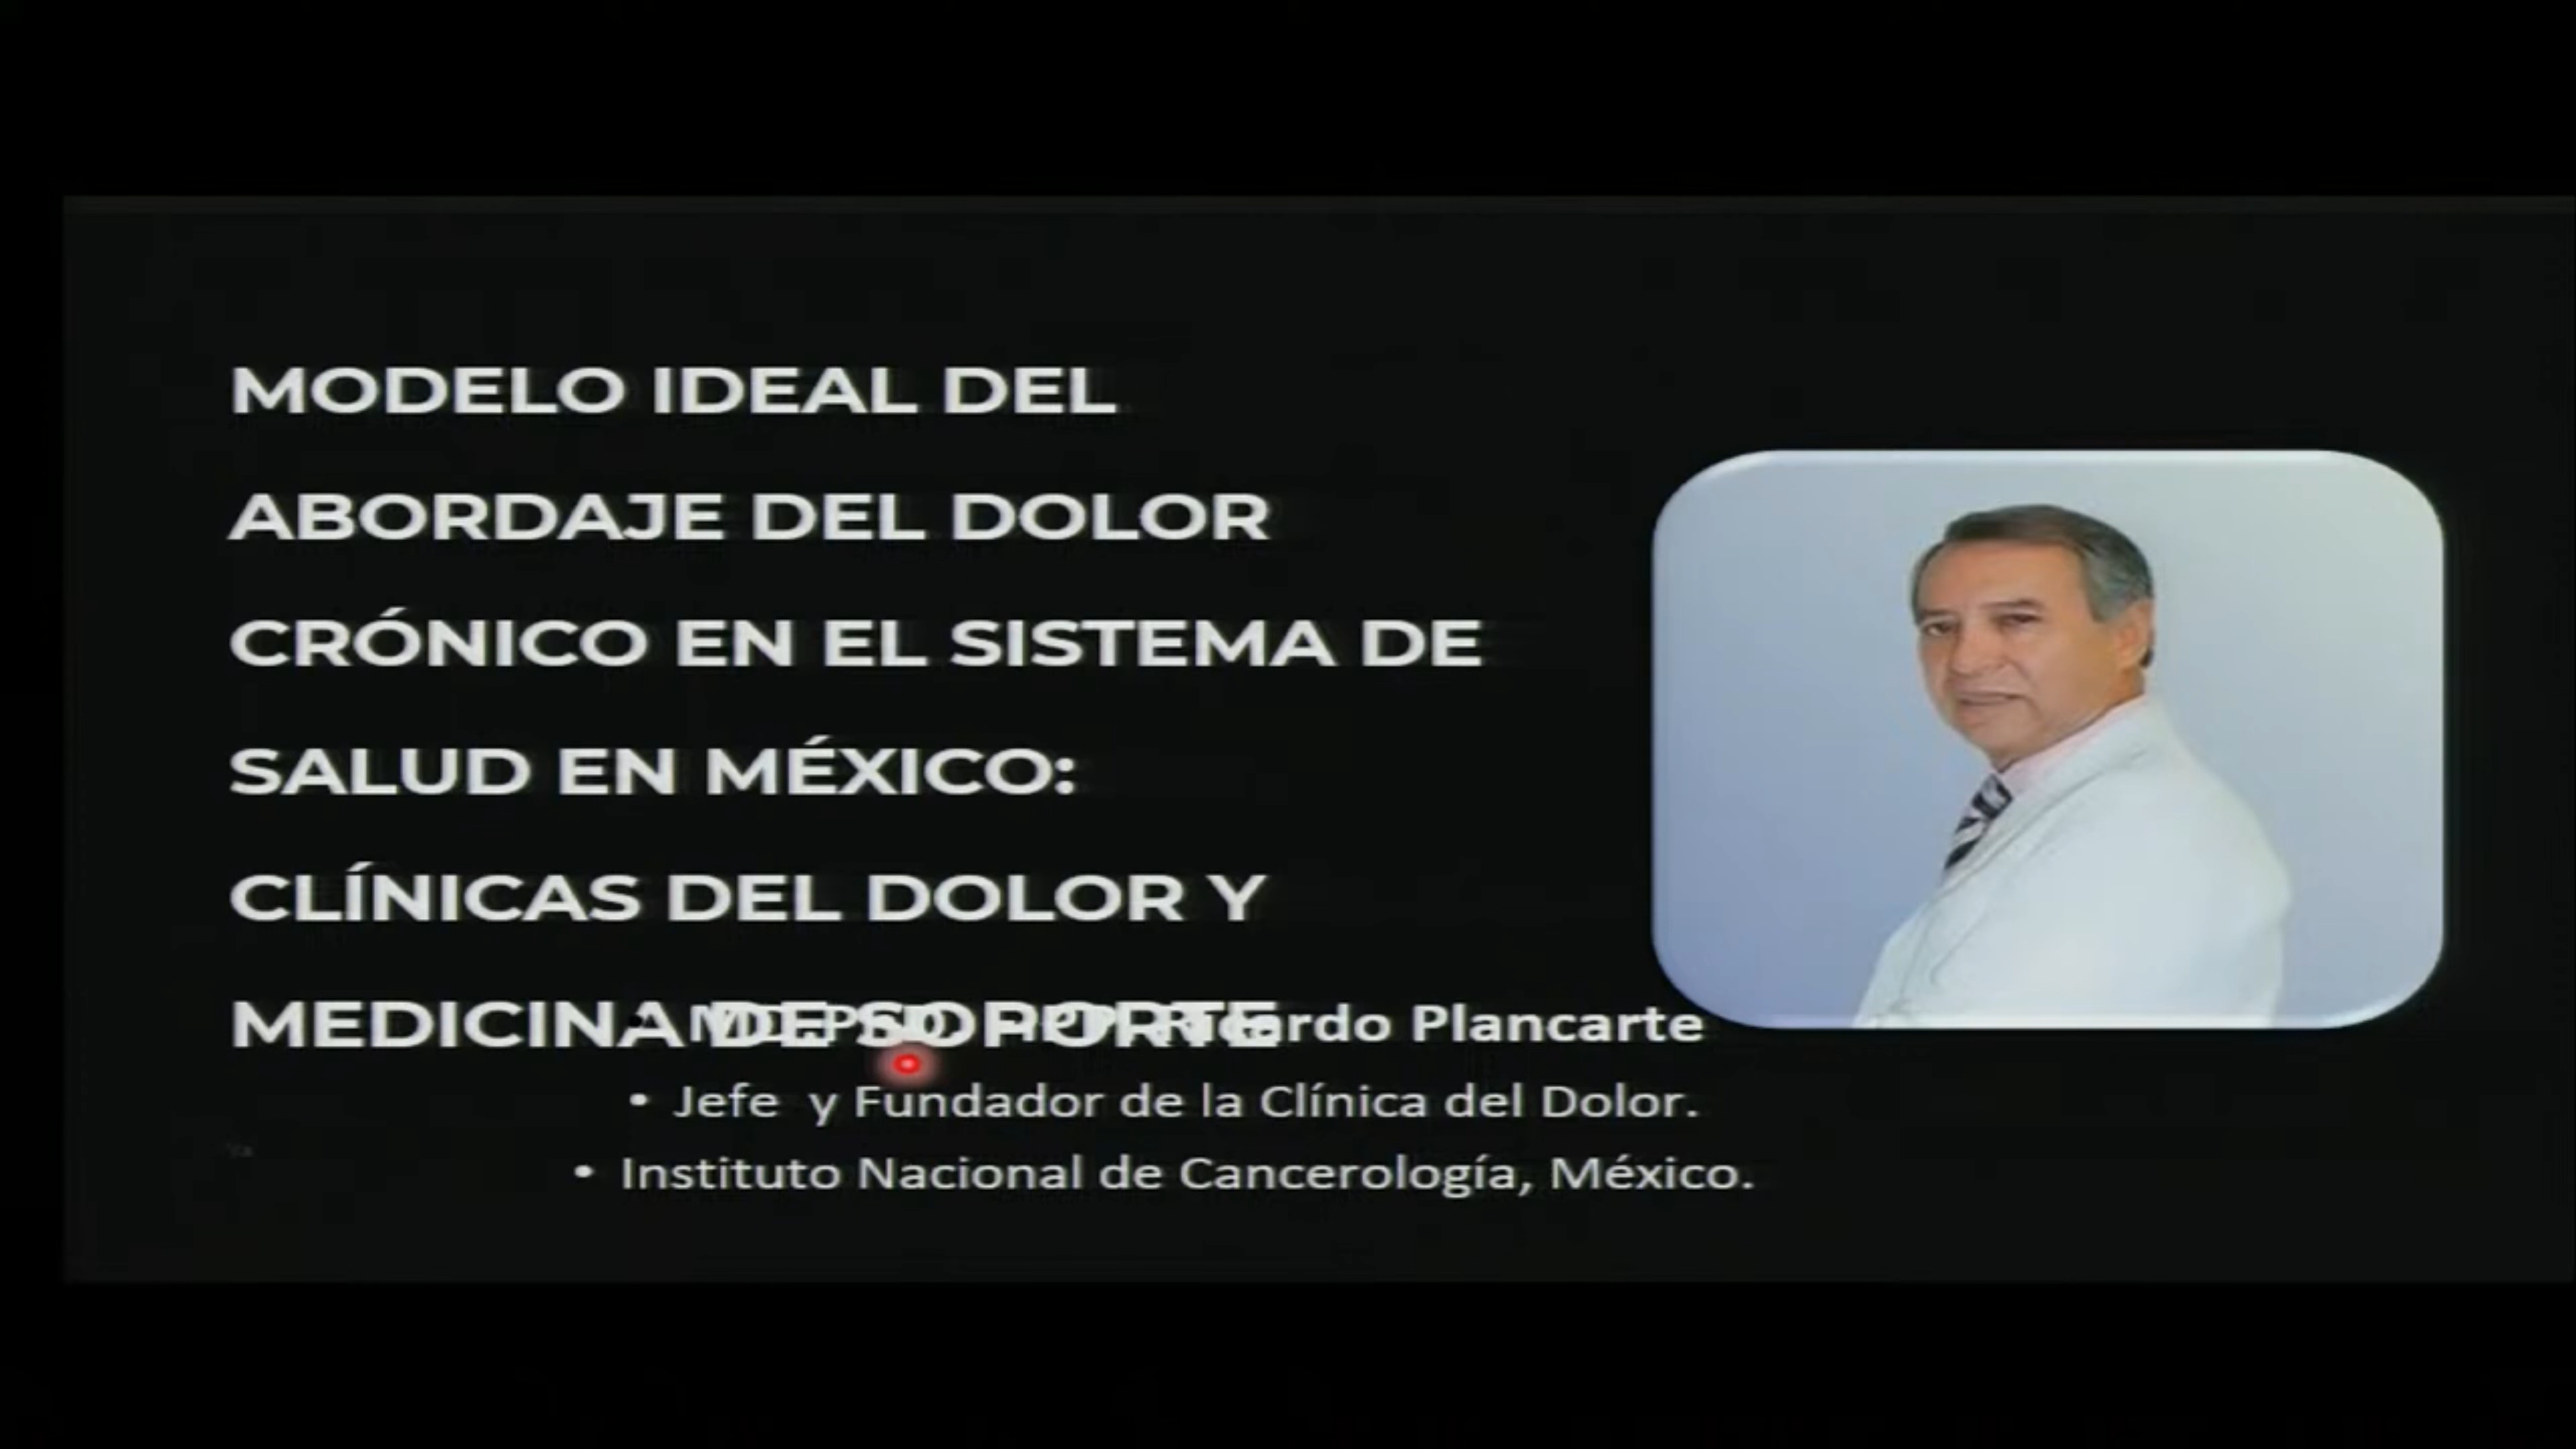 MODELO IDEAL DEL
ABORDAJE DEL DOLOR
CRÓNICO EN EL SISTEMA DE
SALUD EN MÉXICO:
CLÍNICAS DEL DOLOR Y
MEDICINA DE SOPORTE
Ricardo Plancarte
• Jefe y Fundador de la Clínica del Dolor.
• Instituto Nacional de Cancerología, México.